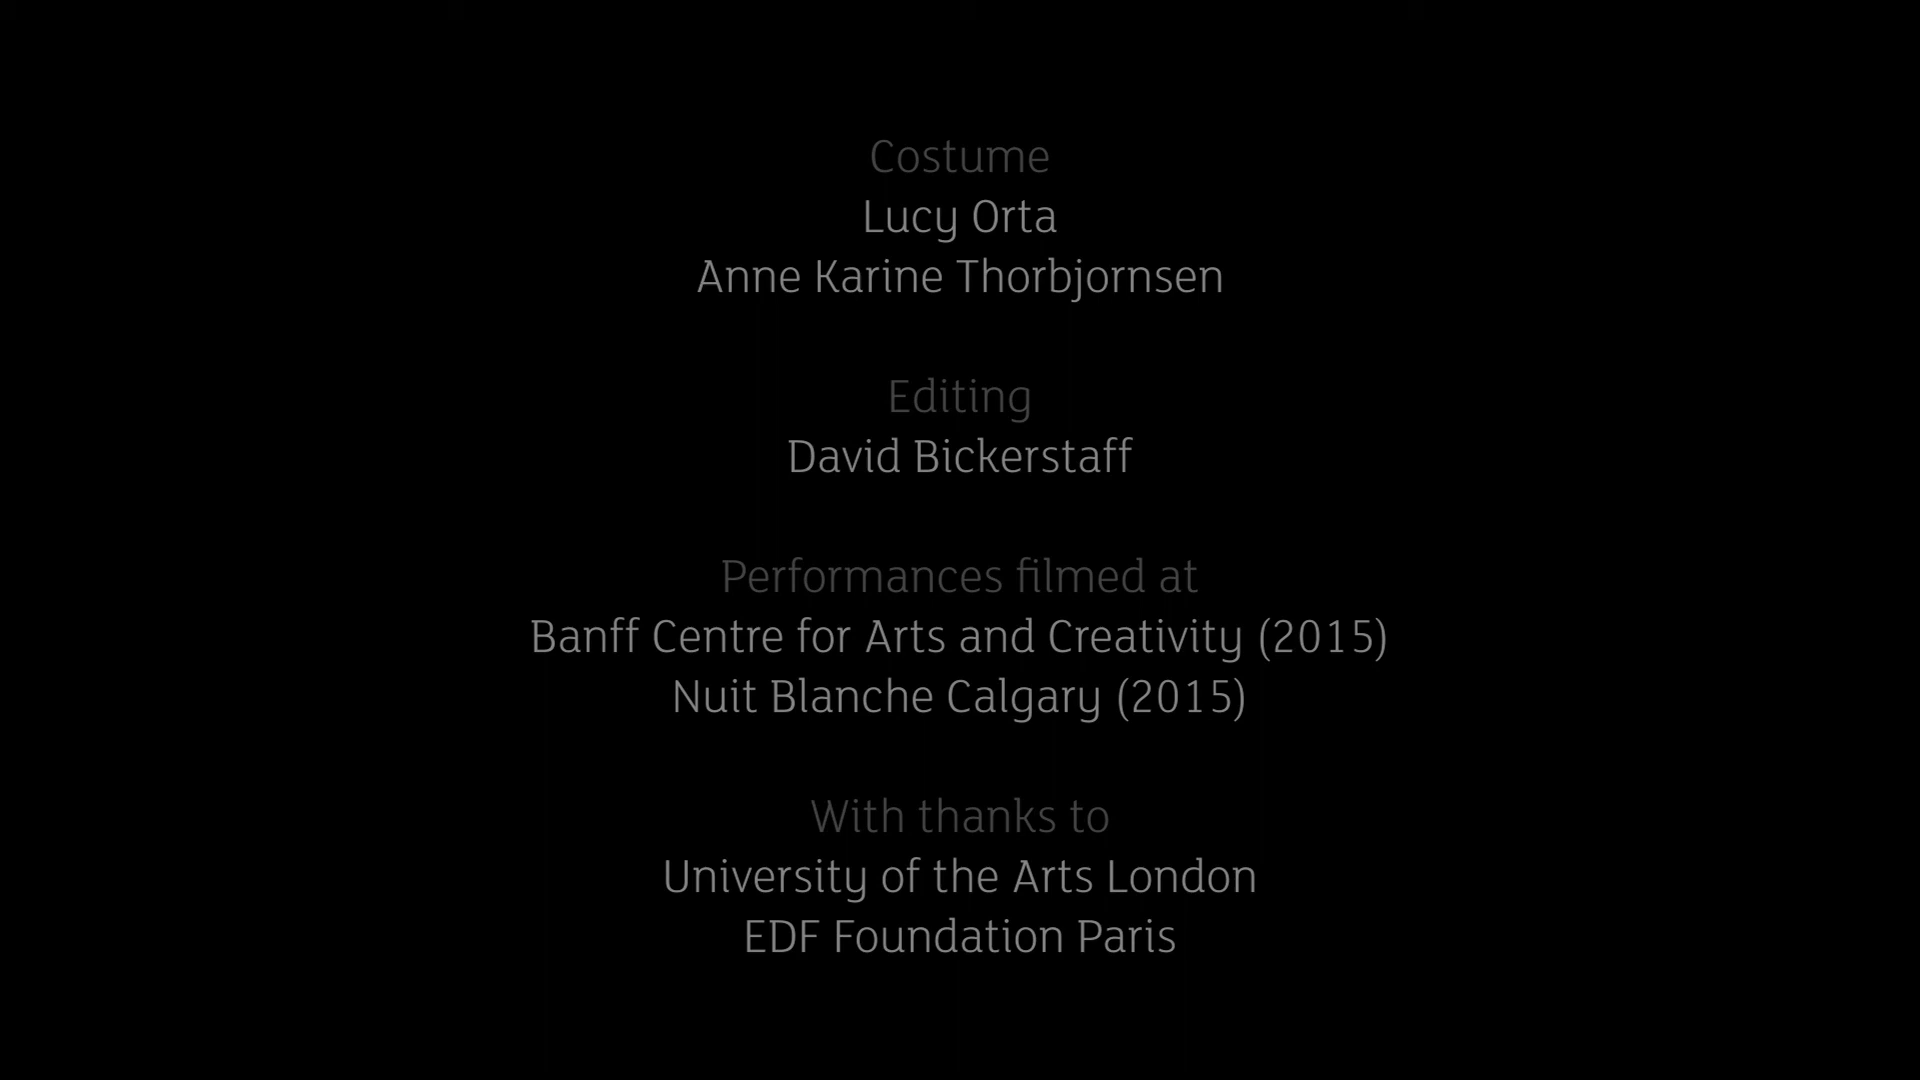 Costume
Lucy Orta
Anne Karine Thorbjornsen
Editing
David Bickerstaff
Performances filmed at
Banff Centre for Arts and Creativity (2015)
Nuit Blanche Calgary (2015)
With thanks to
University of the Arts London
EDF Foundation Paris